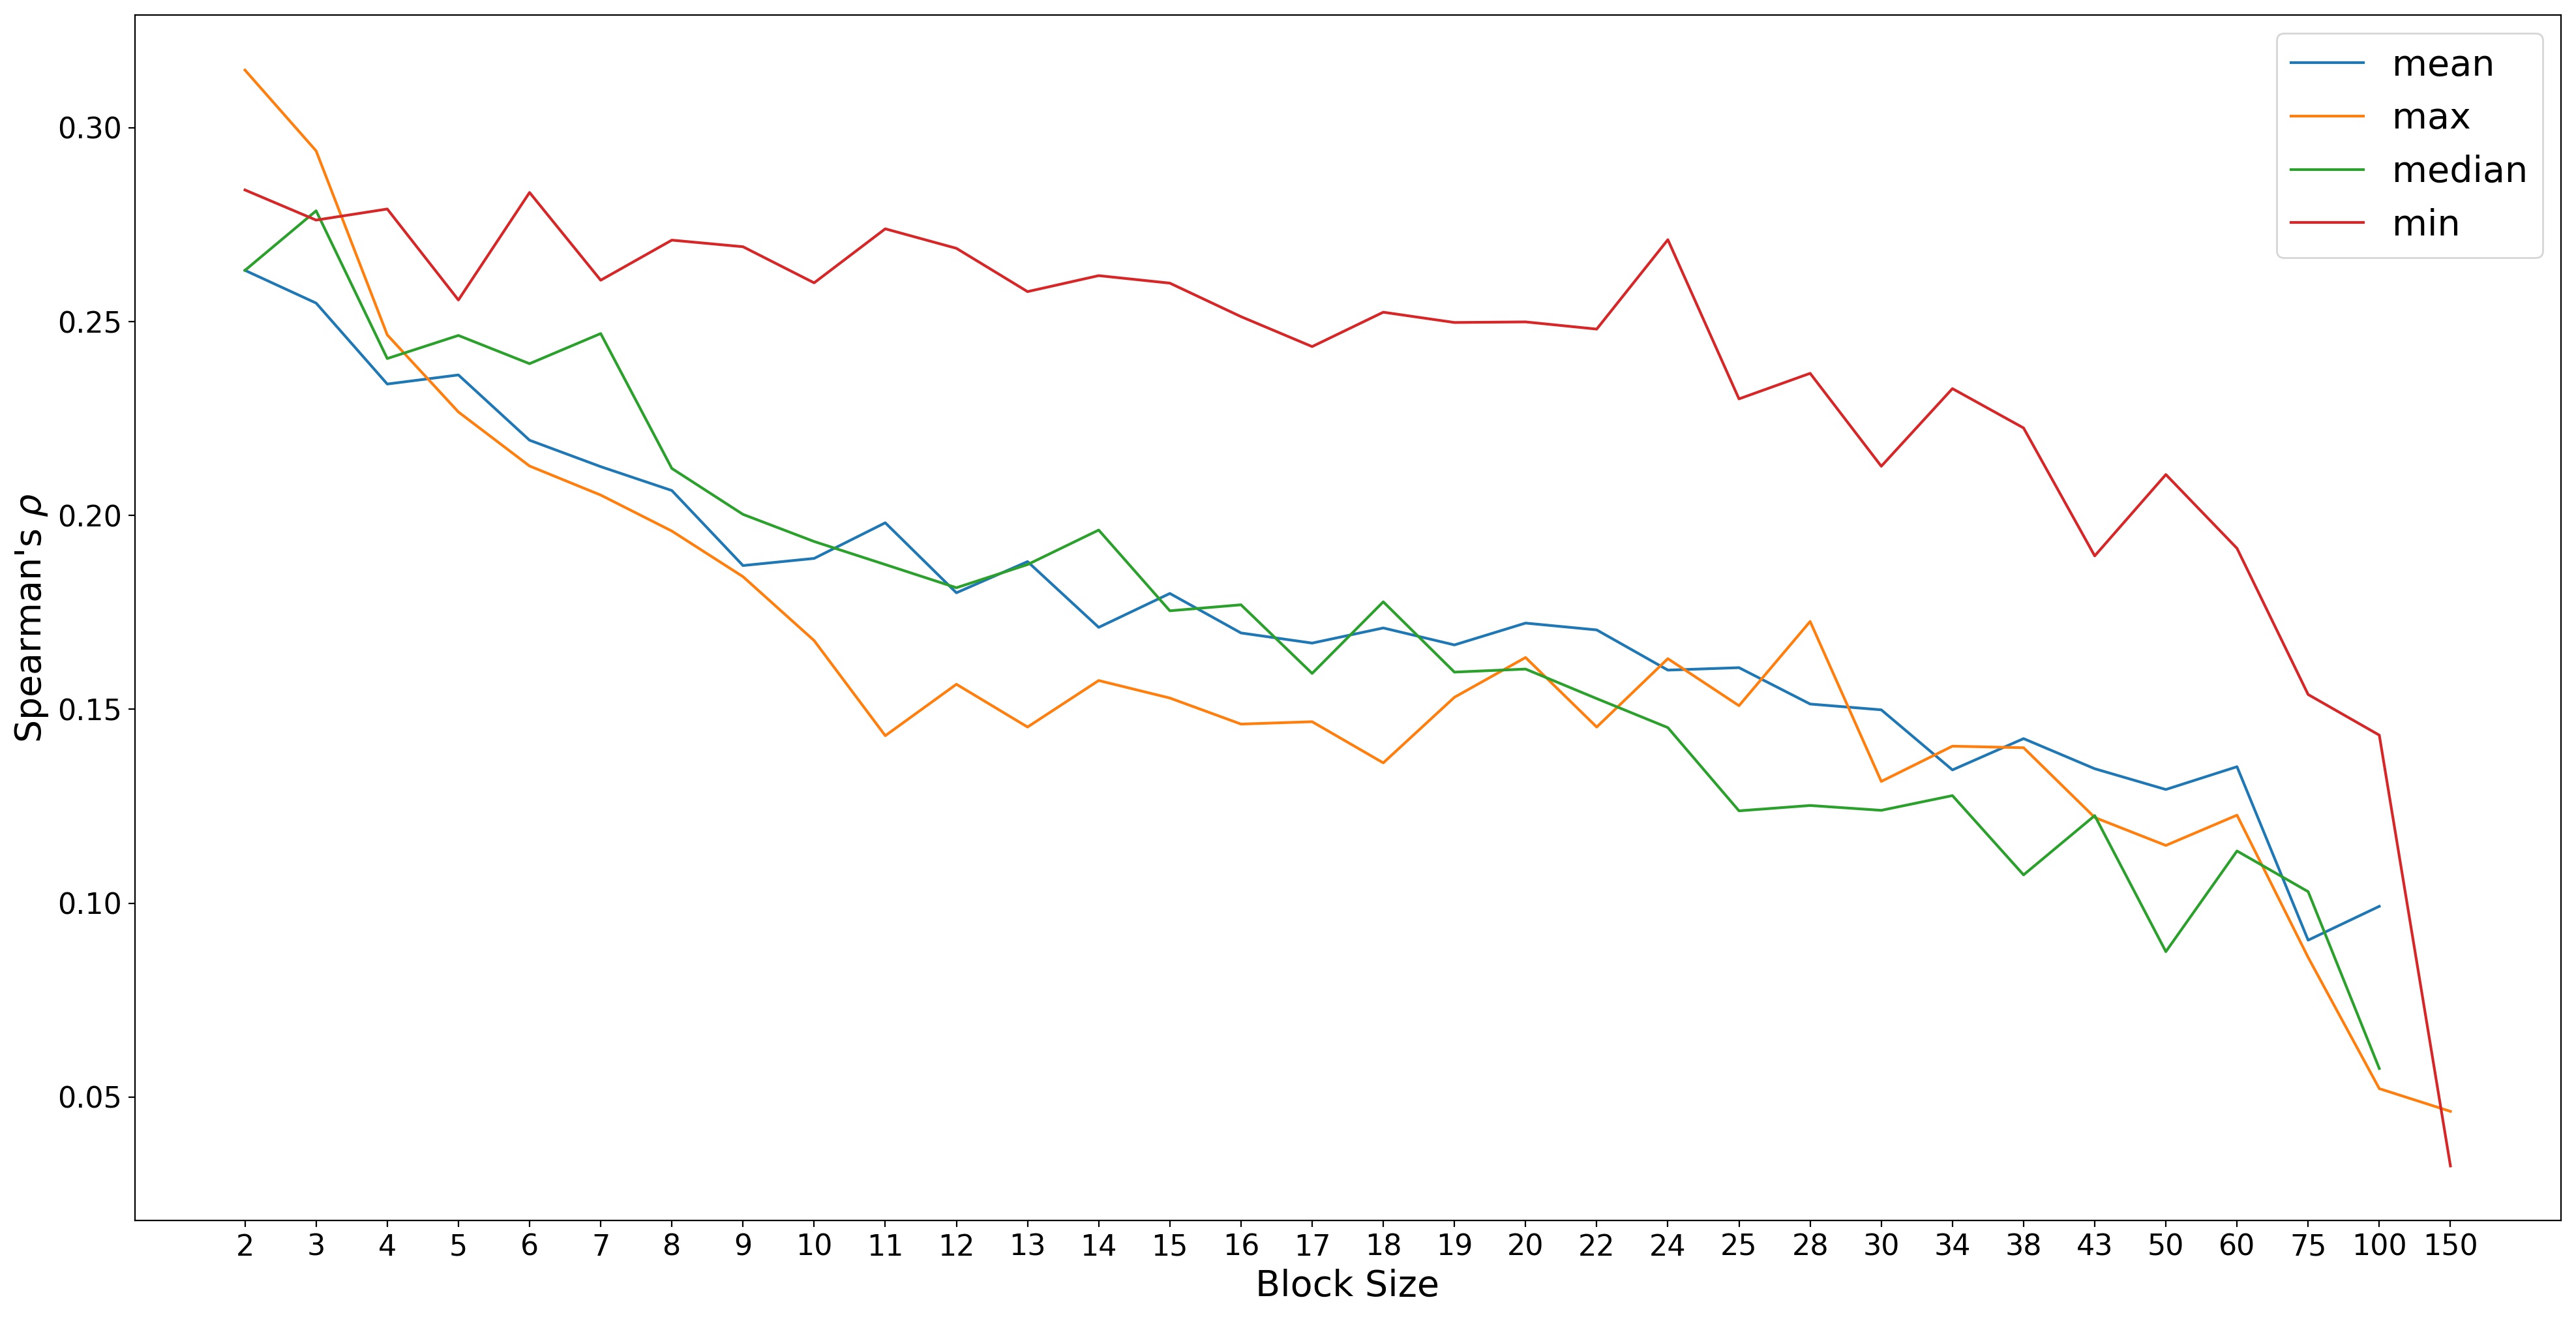 mean
max
median
min
0.30
0.25
0.20
0.15
0.10
0.05
Spearman's ρ
2 3 4 5 6 7 8 9 10 11 12 13 14 15 16 17 18 19 20 22 24 25 28 30 34 38 43 50 60 75 100 150
Block Size